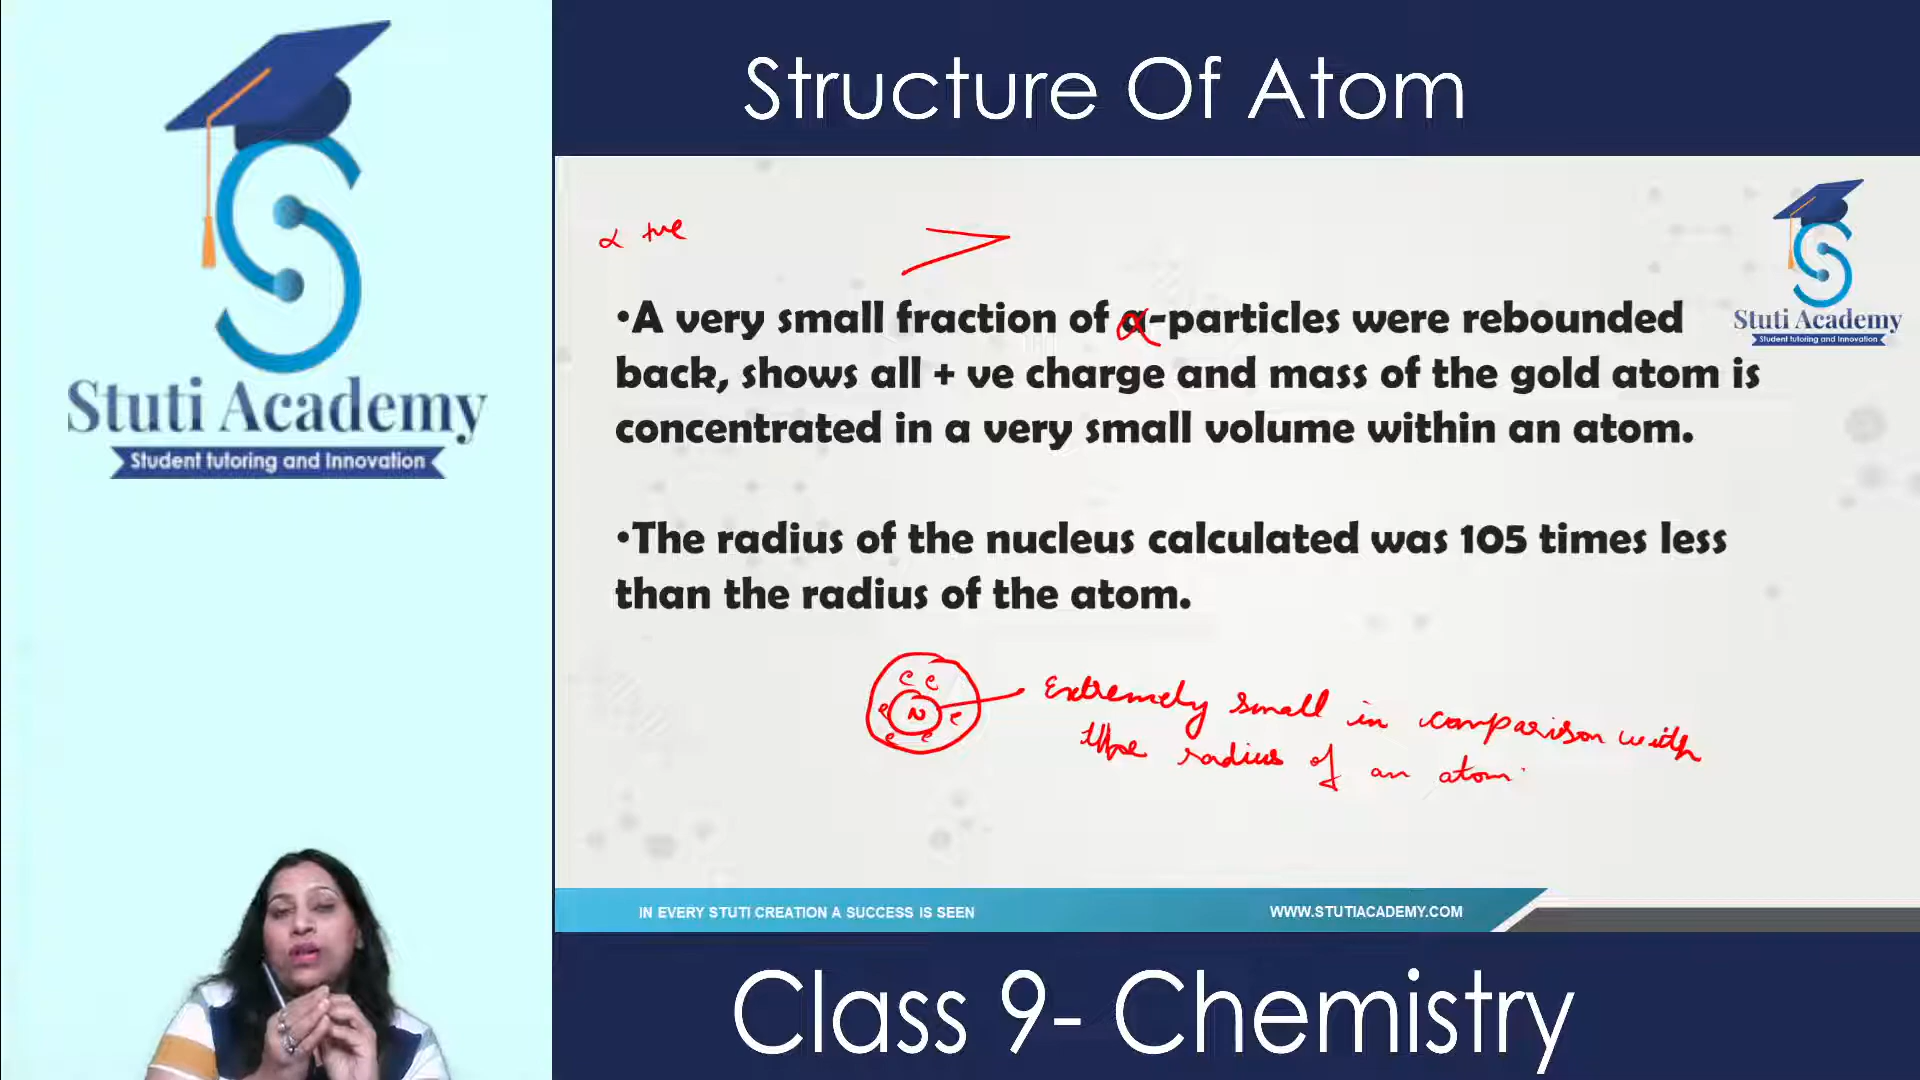 Structure Of Atom
Stuti Academy
Student tutoring and Innovation
α +ve
•A very small fraction of α-particles were rebounded
back, shows all + ve charge and mass of the gold atom is
concentrated in a very small volume within an atom.
Stuti Academy
Student tutoring and Innovation
•The radius of the nucleus calculated was 105 times less
than the radius of the atom.
e e
e N e
e e
Extremely small in comparison with
the radius of an atom.
IN EVERY STUTI CREATION A SUCCESS IS SEEN
WWW.STUTIACADEMY.COM
Class 9- Chemistry